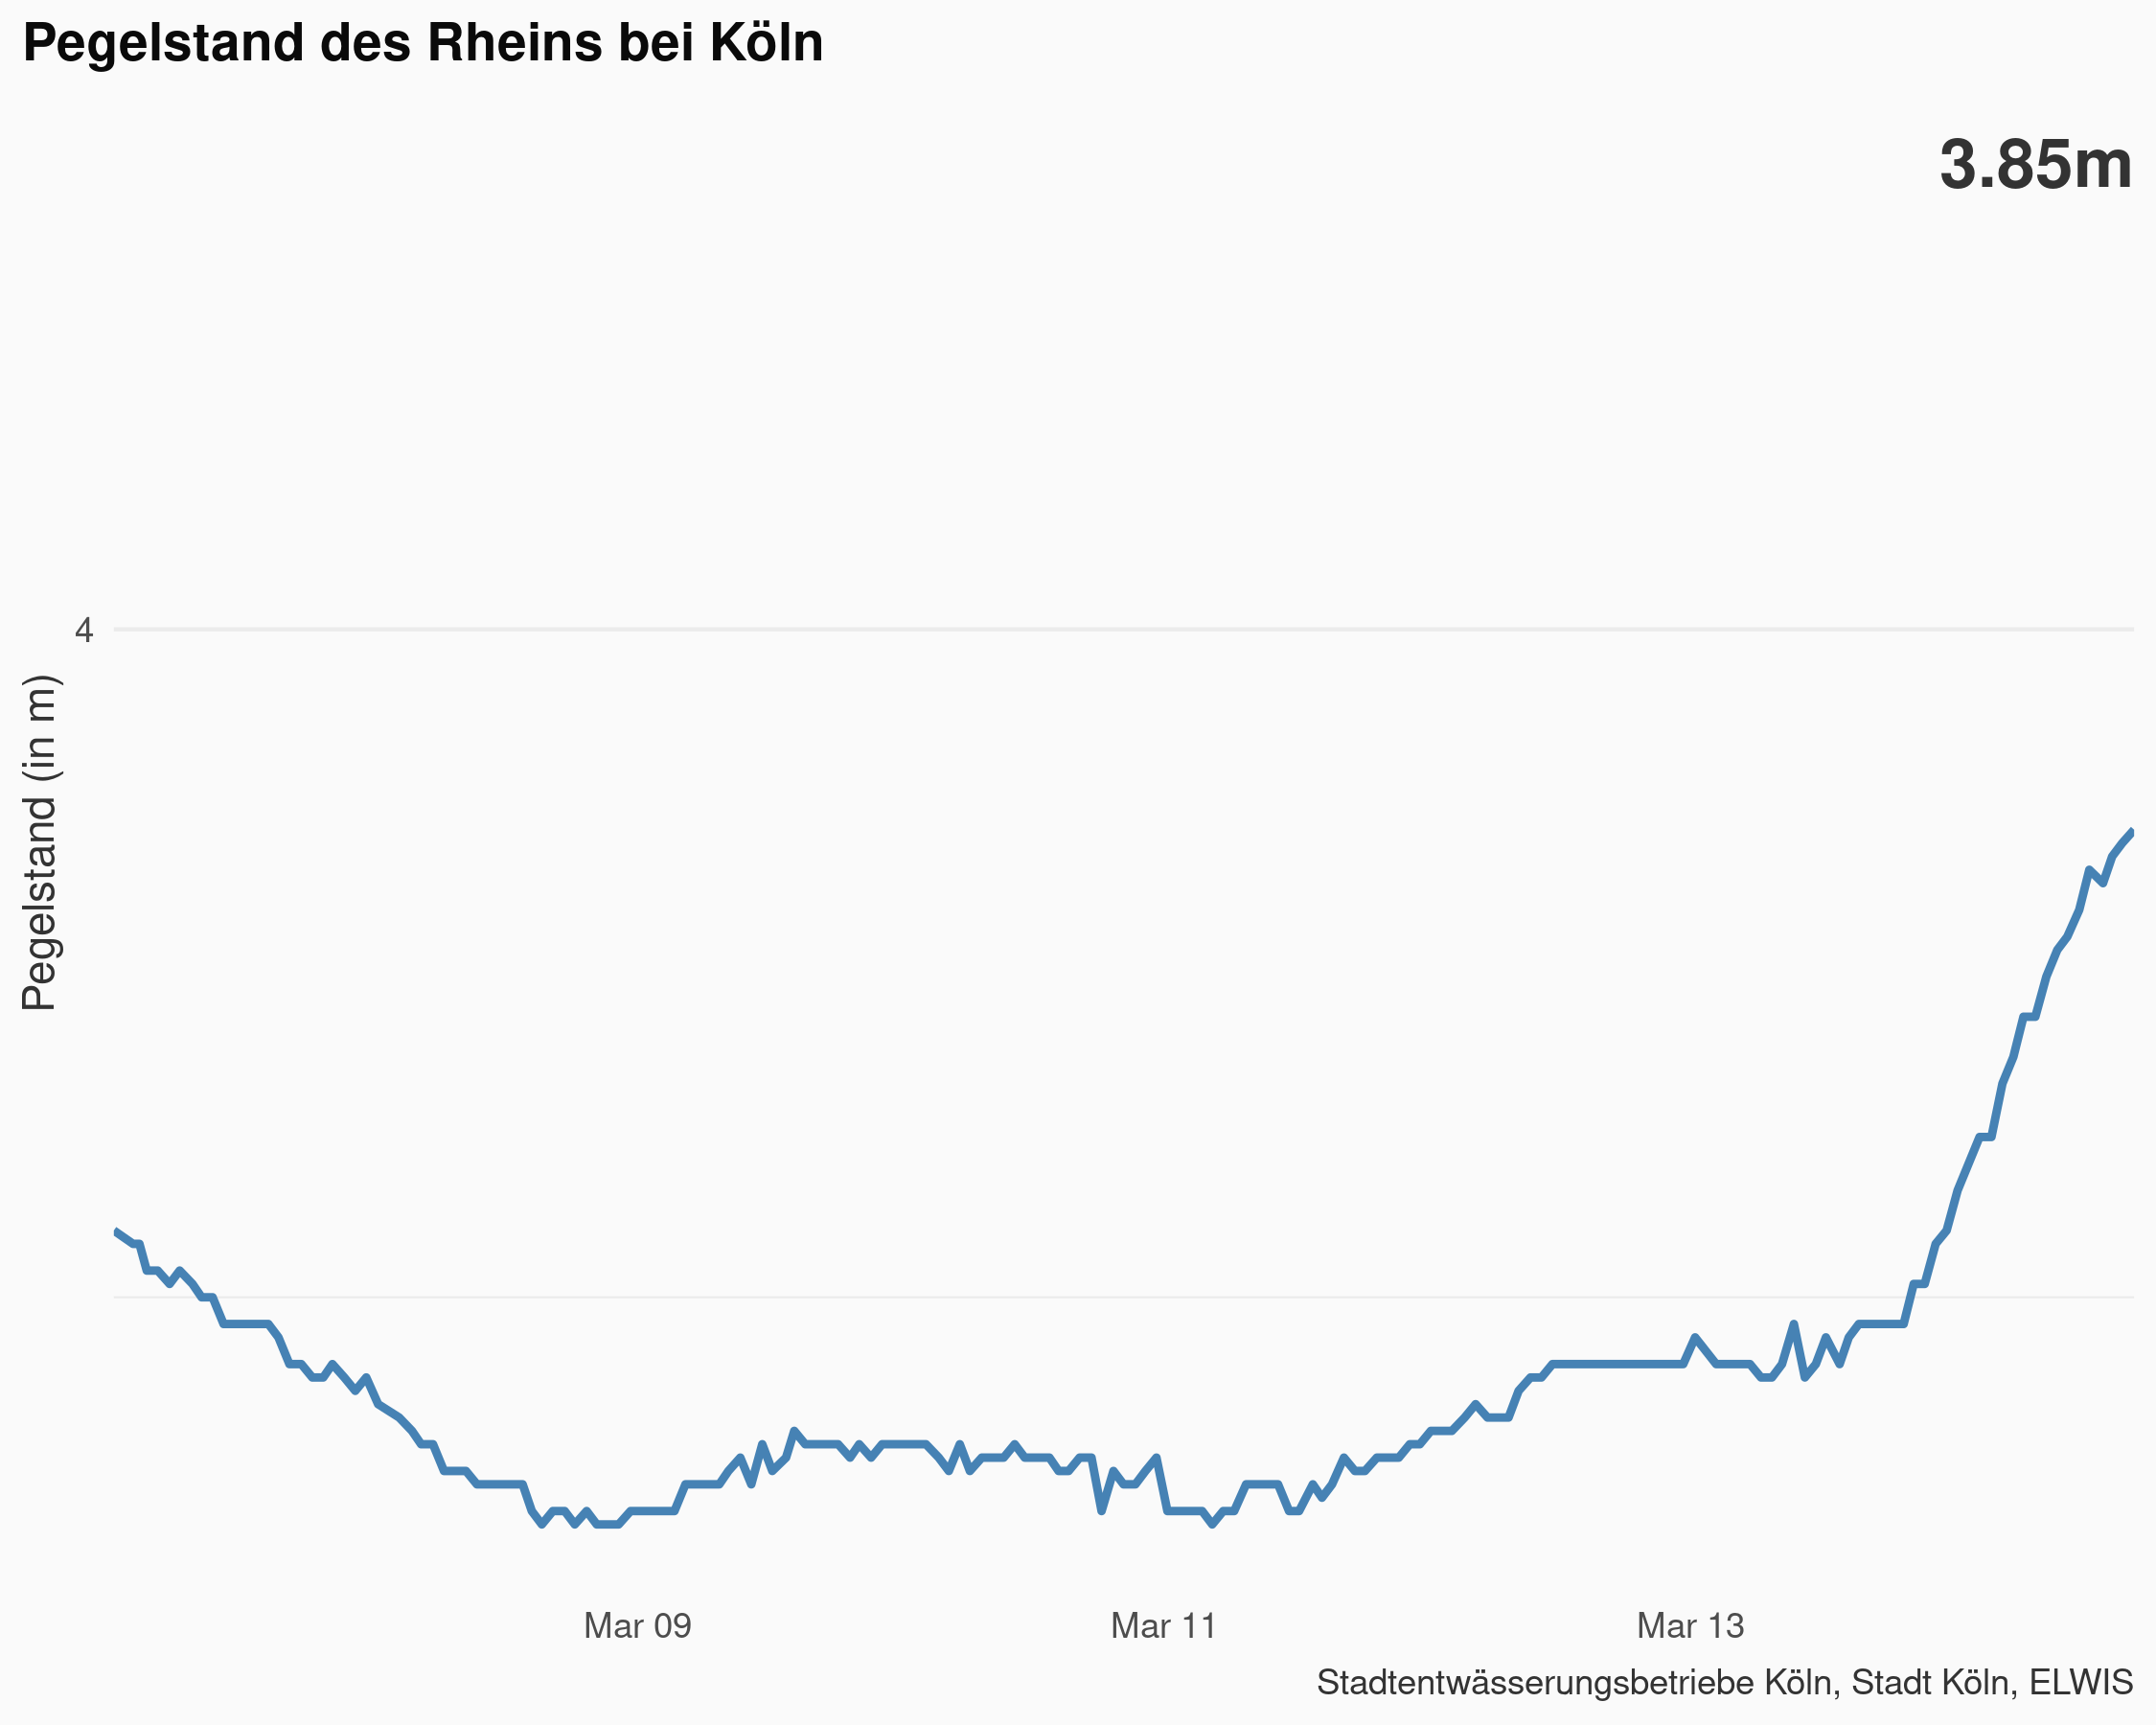 Pegelstand des Rheins bei Köln
3.85m
4
Pegelstand (in m)
Mar 09
Mar 11
Mar 13
Stadtentwässerungsbetriebe Köln, Stadt Köln, ELWIS